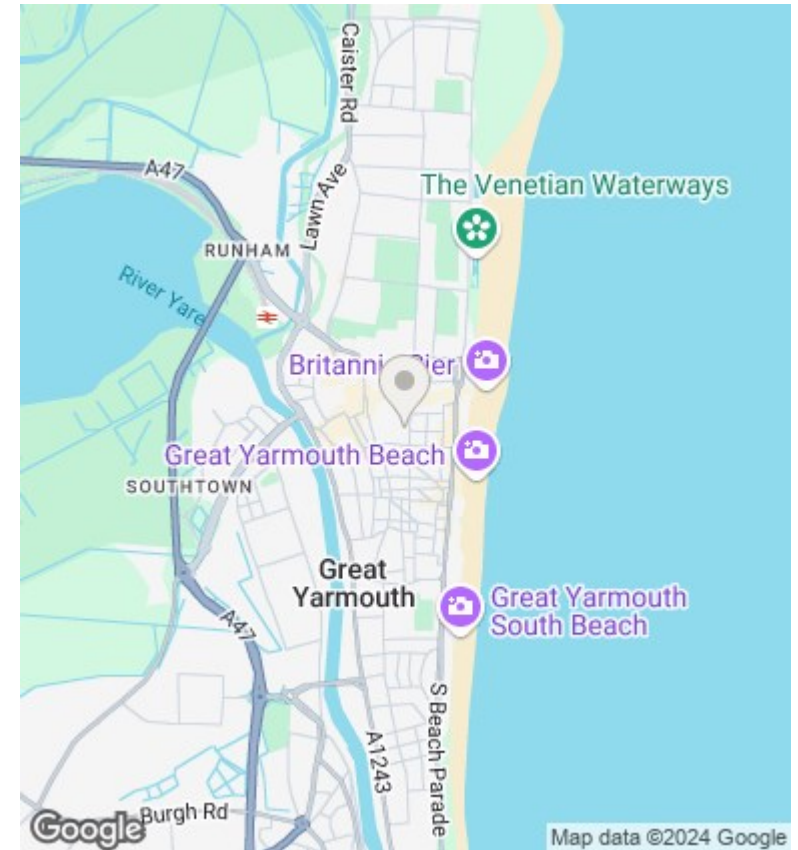 Caister Rd
A47
Lawn Ave
The Venetian Waterways
RUNHAM
River Yare
Britannia Pier
Great Yarmouth Beach
SOUTHTOWN
Great
Yarmouth
Great Yarmouth
South Beach
A47
S Beach Parade
A1243
Burgh Rd
Google
Map data ©2024 Google